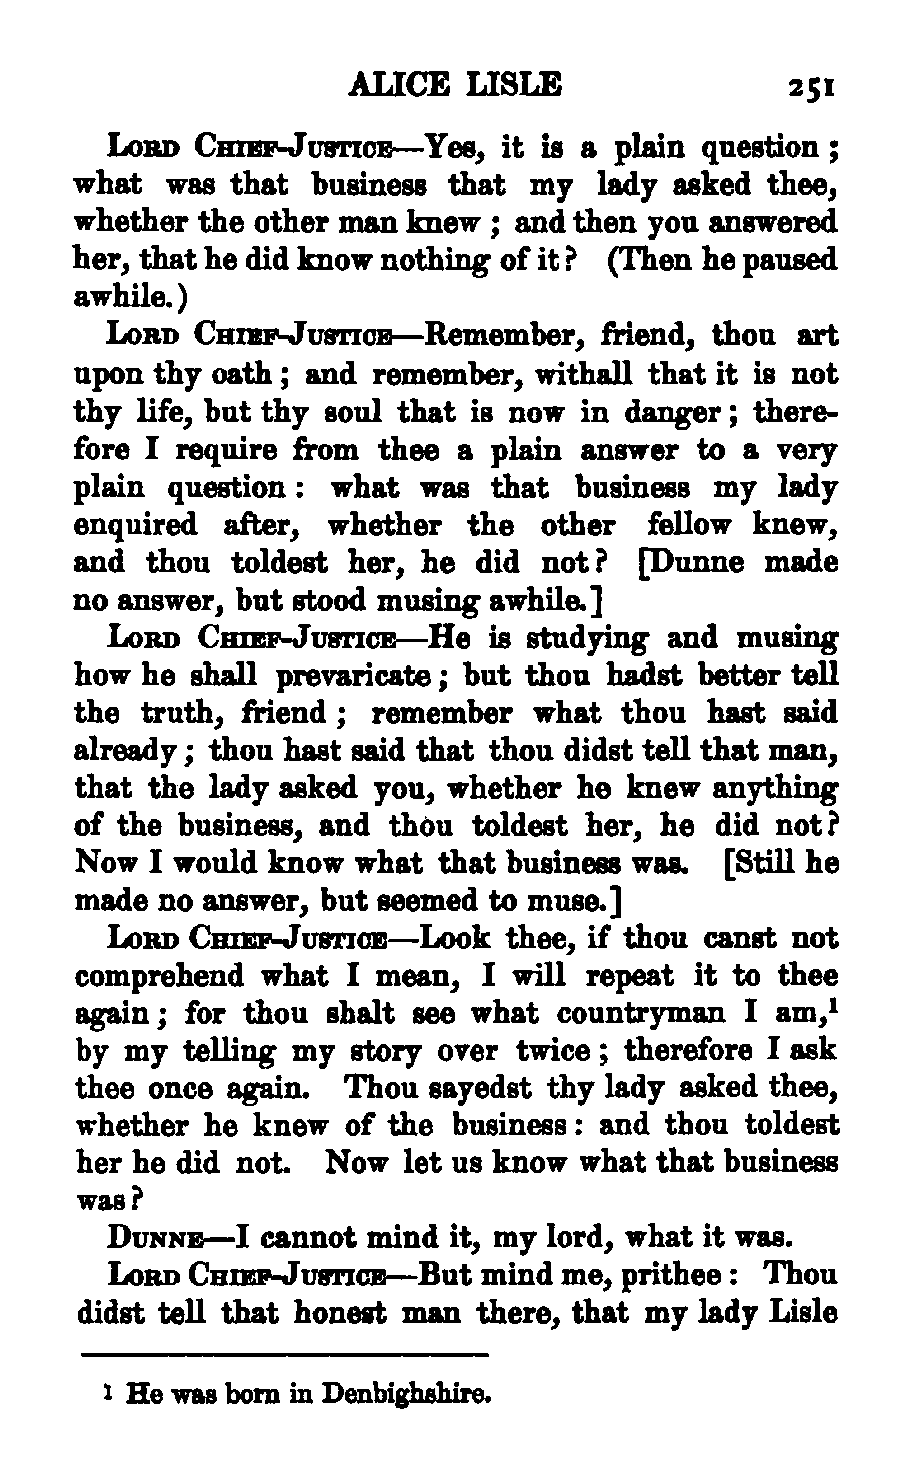 ALICE LISLE 251
LORD CHIEF-JUSTICE—Yes, it is a plain question ;
what was that business that my lady asked thee,
whether the other man knew ; and then you answered
her, that he did know nothing of it? (Then he paused
awhile.)
LORD CHIEF-JUSTICE—Remember, friend, thou art
upon thy oath ; and remember, withall that it is not
thy life, but thy soul that is now in danger ; there-
fore I require from thee a plain answer to a very
plain question : what was that business my lady
enquired after, whether the other fellow knew,
and thou toldest her, he did not? [Dunne made
no answer, but stood musing awhile.]
LORD CHIEF-JUSTICE—He is studying and musing
how he shall prevaricate ; but thou hadst better tell
the truth, friend ; remember what thou hast said
already ; thou hast said that thou didst tell that man,
that the lady asked you, whether he knew anything
of the business, and thou toldest her, he did not?
Now I would know what that business was. [Still he
made no answer, but seemed to muse.]
LORD CHIEF-JUSTICE—Look thee, if thou canst not
comprehend what I mean, I will repeat it to thee
again ; for thou shalt see what countryman I am,¹
by my telling my story over twice ; therefore I ask
thee once again. Thou sayedst thy lady asked thee,
whether he knew of the business : and thou toldest
her he did not. Now let us know what that business
was?
DUNNE—I cannot mind it, my lord, what it was.
LORD CHIEF-JUSTICE—But mind me, prithee : Thou
didst tell that honest man there, that my lady Lisle
¹ He was born in Denbighshire.